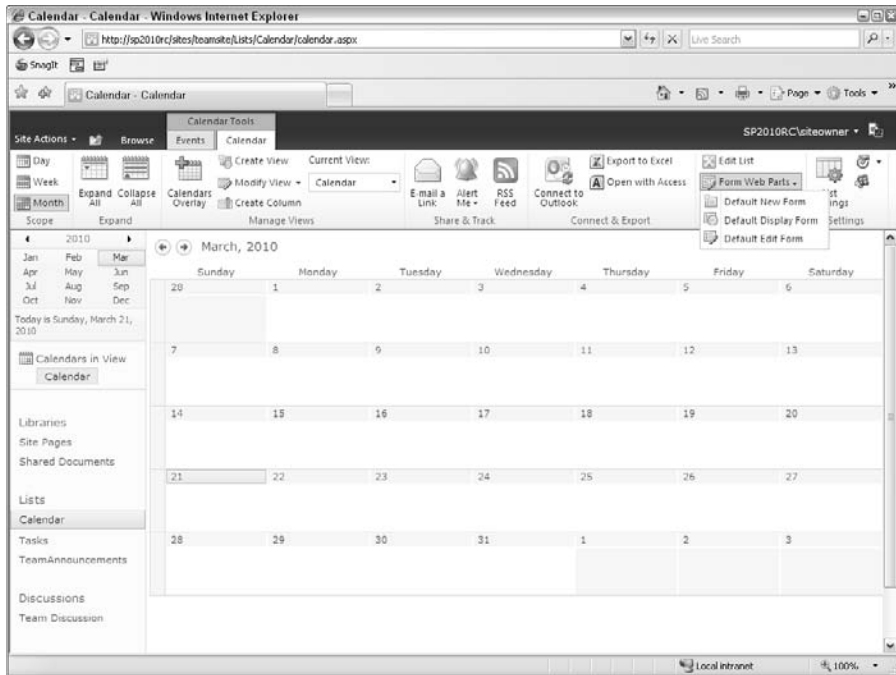 Calendar - Calendar - Windows Internet Explorer
http://sp2010rc/sites/teamsite/Lists/Calendar/calendar.aspx
Live Search
SnagIt
Calendar - Calendar
Page
Tools
»
Calendar Tools
Site Actions
Browse
Events
Calendar
SP2010RC\siteowner
Day
Week
Month
Scope
Expand All
Collapse All
Expand
Calendars Overlay
Create View
Modify View
Create Column
Current View:
Calendar
Manage Views
E-mail a Link
Alert Me
RSS Feed
Share & Track
Connect to Outlook
Export to Excel
Open with Access
Connect & Export
Edit List
Form Web Parts
Default New Form
Default Display Form
Default Edit Form
Settings
2010
Jan Feb Mar
Apr May Jun
Jul Aug Sep
Oct Nov Dec
Today is Sunday, March 21, 2010
Calendars in View
Calendar
Libraries
Site Pages
Shared Documents
Lists
Calendar
Tasks
TeamAnnouncements
Discussions
Team Discussion
March, 2010
Sunday Monday Tuesday Wednesday Thursday Friday Saturday
28 1 2 3 4 5 6
7 8 9 10 11 12 13
14 15 16 17 18 19 20
21 22 23 24 25 26 27
28 29 30 31 1 2 3
Local intranet
100%